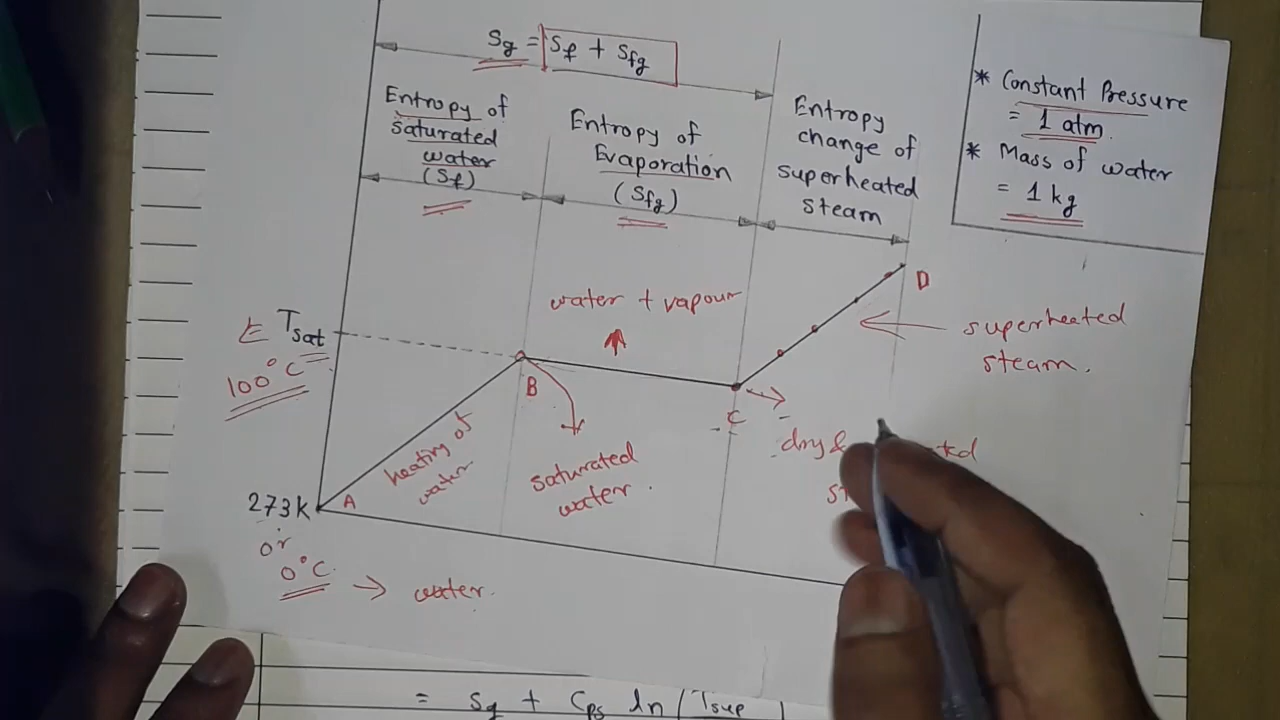 Sg = Sf + Sfg
Entropy of
saturated
water
(Sf)
Entropy of
Evaporation
(Sfg)
Entropy
change of
superheated
steam
* Constant Pressure
= 1 atm.
* Mass of water
= 1 kg
water + vapour
D
superheated
steam.
Tsat
100°C
B
C
dry &
heating of
water
saturated
water.
273k
A
or
0°C → water.
= Sg + Cps ln ( Tsup )